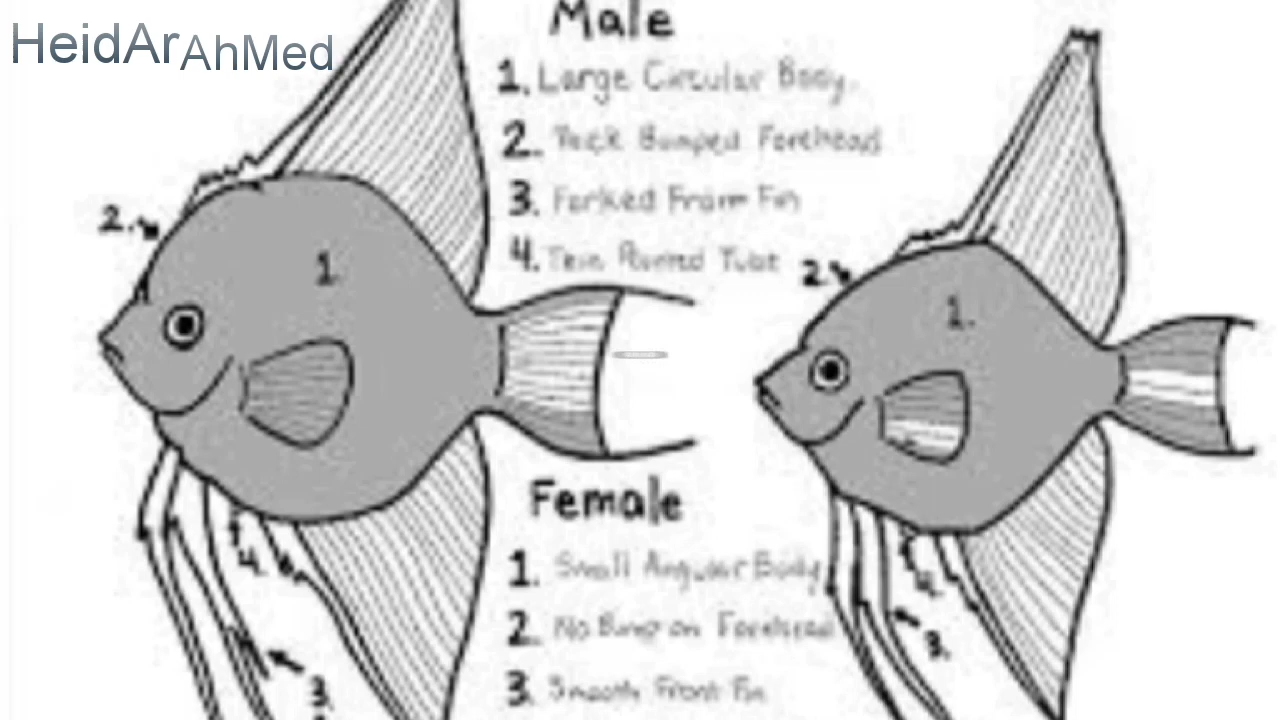 HeidAr AhMed
Male
1. Large Circular Body
2. Bumped Forehead
3. Forked Front Fin
4. Thin Pointed Tube
2.
1.
4.
3.
Female
1. Small Angular Body
2. No Bump on Forehead
3. Smooth Front Fin
2.
1.
4.
3.